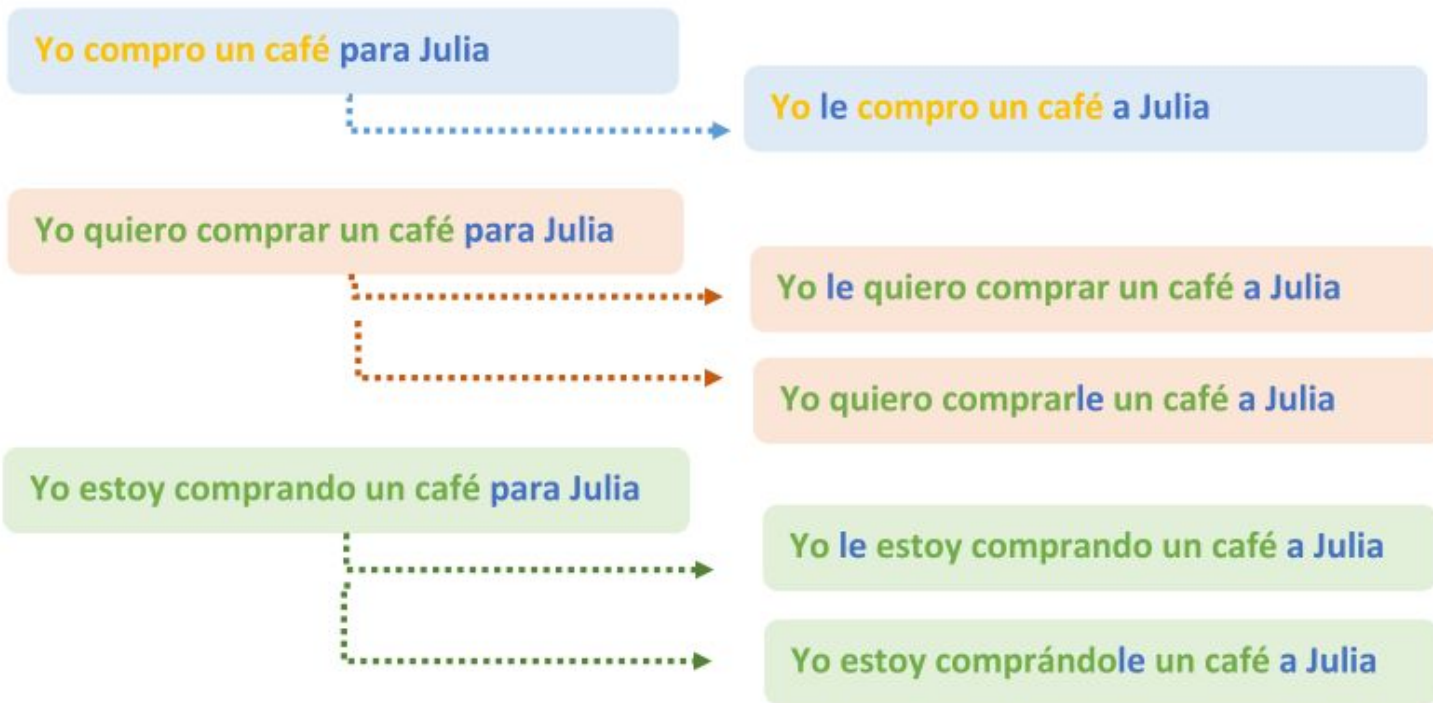 Yo compro un café para Julia
Yo le compro un café a Julia
Yo quiero comprar un café para Julia
Yo le quiero comprar un café a Julia
Yo quiero comprarle un café a Julia
Yo estoy comprando un café para Julia
Yo le estoy comprando un café a Julia
Yo estoy comprándole un café a Julia